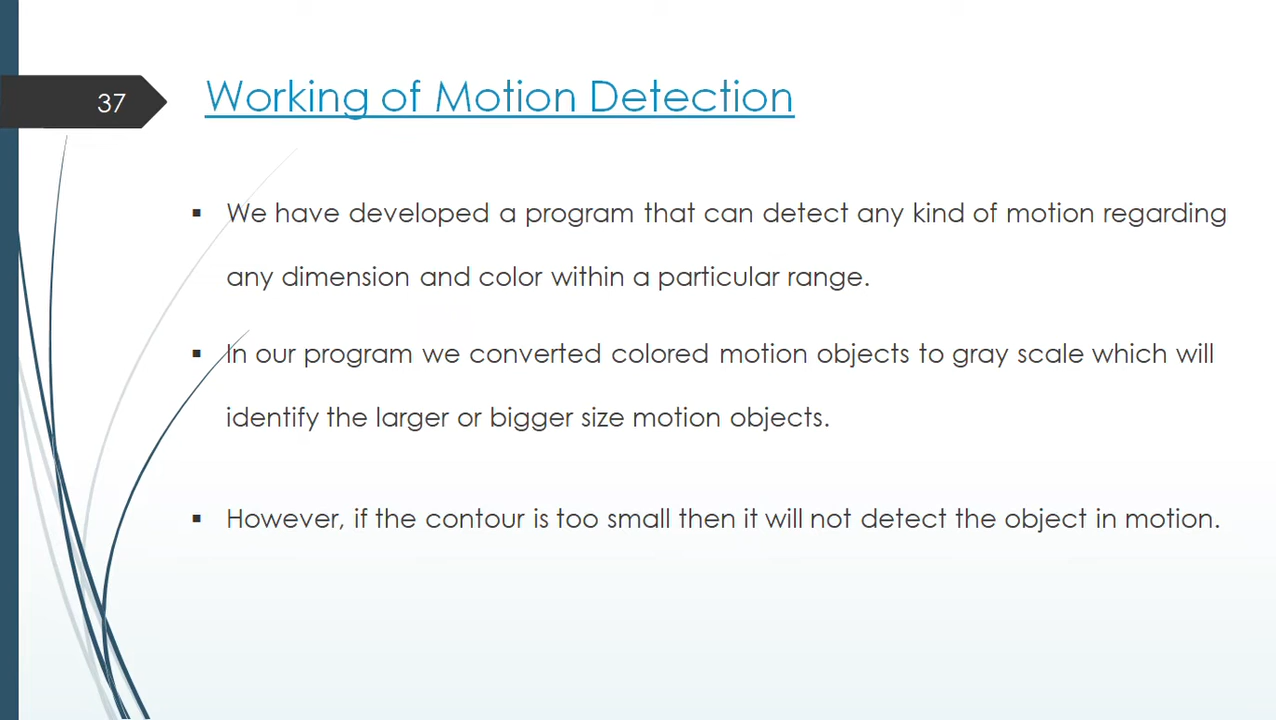 37
Working of Motion Detection
▪ We have developed a program that can detect any kind of motion regarding
any dimension and color within a particular range.
▪ In our program we converted colored motion objects to gray scale which will
identify the larger or bigger size motion objects.
▪ However, if the contour is too small then it will not detect the object in motion.